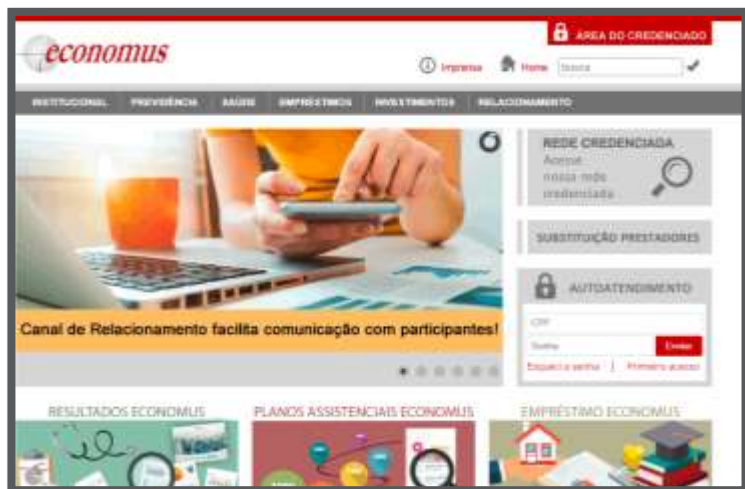 economus
ÁREA DO CREDENCIADO
Imprensa
Home
busca
INSTITUCIONAL
PREVIDÊNCIA
SAÚDE
EMPRÉSTIMOS
INVESTIMENTOS
RELACIONAMENTO
Canal de Relacionamento facilita comunicação com participantes!
REDE CREDENCIADA
Acesse
nossa rede
credenciada
SUBSTITUIÇÃO PRESTADORES
AUTOATENDIMENTO
CPF
Senha
Enviar
Esqueci a senha | Primeiro acesso
RESULTADOS ECONOMUS
PLANOS ASSISTENCIAIS ECONOMUS
EMPRÉSTIMO ECONOMUS